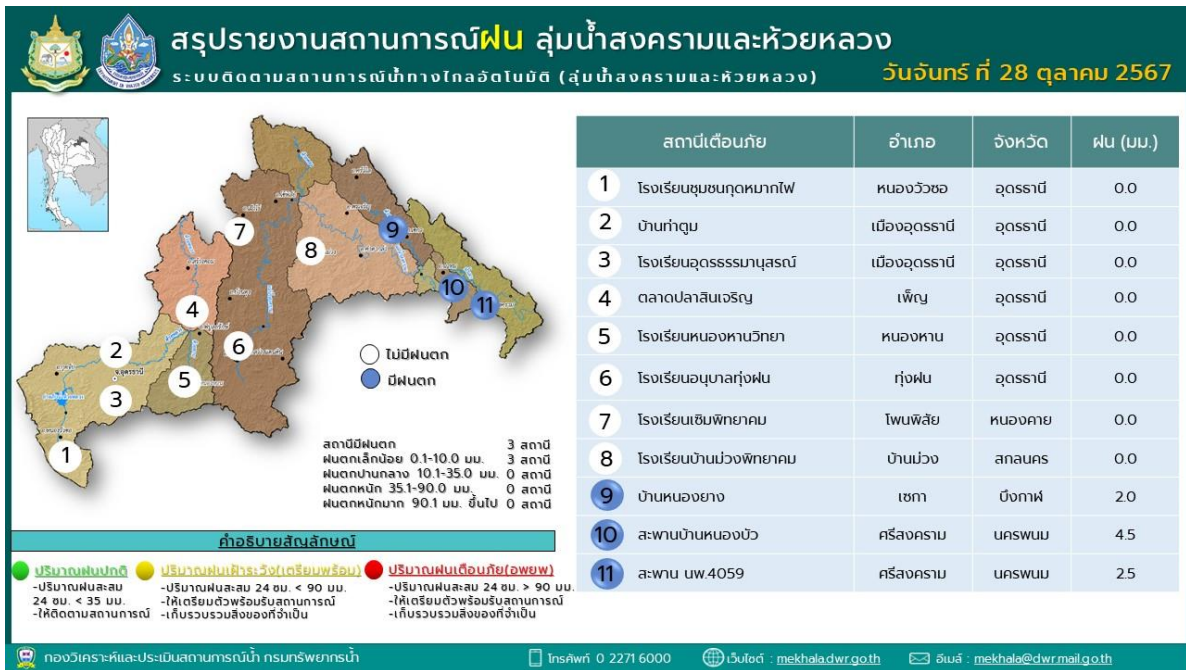 สรุปรายงานสถานการณ์ฝน ลุ่มน้ำสงครามและห้วยหลวง
ระบบติดตามสถานการณ์น้ำทางไกลอัตโนมัติ (ลุ่มน้ำสงครามและห้วยหลวง)
วันจันทร์ ที่ 28 ตุลาคม 2567
9
7
8
10
11
4
6
2
5
3
1
จ.อุดรธานี
ไม่มีฝนตก
มีฝนตก
สถานีมีฝนตก 3 สถานี
ฝนตกเล็กน้อย 0.1-10.0 มม. 3 สถานี
ฝนตกปานกลาง 10.1-35.0 มม. 0 สถานี
ฝนตกหนัก 35.1-90.0 มม. 0 สถานี
ฝนตกหนักมาก 90.1 มม. ขึ้นไป 0 สถานี
สถานีเตือนภัย อำเภอ จังหวัด ฝน (มม.)
1 โรงเรียนชุมชนกุดหมากไฟ หนองวัวซอ อุดรธานี 0.0
2 บ้านท่าตูม เมืองอุดรธานี อุดรธานี 0.0
3 โรงเรียนอุดรธรรมานุสรณ์ เมืองอุดรธานี อุดรธานี 0.0
4 ตลาดปลาสินเจริญ เพ็ญ อุดรธานี 0.0
5 โรงเรียนหนองหานวิทยา หนองหาน อุดรธานี 0.0
6 โรงเรียนอนุบาลทุ่งฝน ทุ่งฝน อุดรธานี 0.0
7 โรงเรียนเซิมพิทยาคม โพนพิสัย หนองคาย 0.0
8 โรงเรียนบ้านม่วงพิทยาคม บ้านม่วง สกลนคร 0.0
9 บ้านหนองยาง เซกา บึงกาฬ 2.0
10 สะพานบ้านหนองบัว ศรีสงคราม นครพนม 4.5
11 สะพาน นพ.4059 ศรีสงคราม นครพนม 2.5
คำอธิบายสัญลักษณ์
ปริมาณฝนปกติ
-ปริมาณฝนสะสม
24 ชม. < 35 มม.
-ให้ติดตามสถานการณ์
ปริมาณฝนเฝ้าระวัง(เตรียมพร้อม)
-ปริมาณฝนสะสม 24 ชม. < 90 มม.
-ให้เตรียมตัวพร้อมรับสถานการณ์
-เก็บรวบรวมสิ่งของที่จำเป็น
ปริมาณฝนเตือนภัย(อพยพ)
-ปริมาณฝนสะสม 24 ชม. > 90 มม.
-ให้เตรียมตัวพร้อมรับสถานการณ์
-เก็บรวบรวมสิ่งของที่จำเป็น
กองวิเคราะห์และประเมินสถานการณ์น้ำ กรมทรัพยากรน้ำ
โทรศัพท์ 0 2271 6000
เว็บไซต์ : mekhala.dwr.go.th
อีเมล์ : mekhala@dwr.mail.go.th